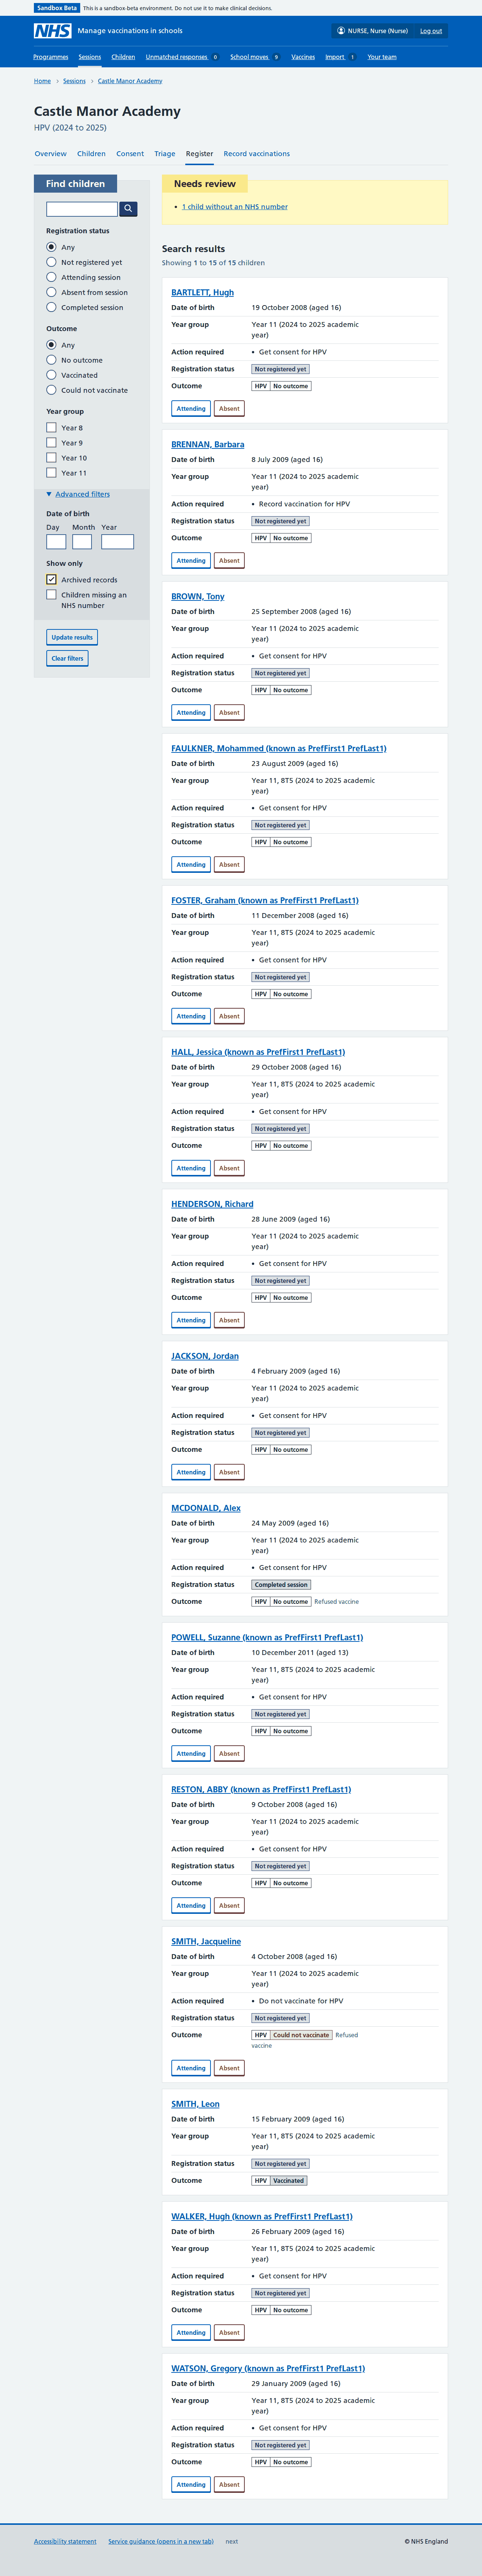 Sandbox Beta This is a sandbox-beta environment. Do not use it to make clinical decisions.
NHS Manage vaccinations in schools
NURSE, Nurse (Nurse) Log out
Programmes Sessions Children Unmatched responses 0 School moves 9 Vaccines Import 1 Your team
Home Sessions Castle Manor Academy
Castle Manor Academy
HPV (2024 to 2025)
Overview Children Consent Triage Register Record vaccinations
Find children
Registration status
Any
Not registered yet
Attending session
Absent from session
Completed session
Outcome
Any
No outcome
Vaccinated
Could not vaccinate
Year group
Year 8
Year 9
Year 10
Year 11
Advanced filters
Date of birth
Day Month Year
Show only
Archived records
Children missing an
NHS number
Update results
Clear filters
Needs review
1 child without an NHS number
Search results
Showing 1 to 15 of 15 children
BARTLETT, Hugh
Date of birth 19 October 2008 (aged 16)
Year group Year 11 (2024 to 2025 academic
year)
Action required Get consent for HPV
Registration status Not registered yet
Outcome HPV No outcome
Attending Absent
BRENNAN, Barbara
Date of birth 8 July 2009 (aged 16)
Year group Year 11 (2024 to 2025 academic
year)
Action required Record vaccination for HPV
Registration status Not registered yet
Outcome HPV No outcome
Attending Absent
BROWN, Tony
Date of birth 25 September 2008 (aged 16)
Year group Year 11 (2024 to 2025 academic
year)
Action required Get consent for HPV
Registration status Not registered yet
Outcome HPV No outcome
Attending Absent
FAULKNER, Mohammed (known as PrefFirst1 PrefLast1)
Date of birth 23 August 2009 (aged 16)
Year group Year 11, 8T5 (2024 to 2025 academic
year)
Action required Get consent for HPV
Registration status Not registered yet
Outcome HPV No outcome
Attending Absent
FOSTER, Graham (known as PrefFirst1 PrefLast1)
Date of birth 11 December 2008 (aged 16)
Year group Year 11, 8T5 (2024 to 2025 academic
year)
Action required Get consent for HPV
Registration status Not registered yet
Outcome HPV No outcome
Attending Absent
HALL, Jessica (known as PrefFirst1 PrefLast1)
Date of birth 29 October 2008 (aged 16)
Year group Year 11, 8T5 (2024 to 2025 academic
year)
Action required Get consent for HPV
Registration status Not registered yet
Outcome HPV No outcome
Attending Absent
HENDERSON, Richard
Date of birth 28 June 2009 (aged 16)
Year group Year 11 (2024 to 2025 academic
year)
Action required Get consent for HPV
Registration status Not registered yet
Outcome HPV No outcome
Attending Absent
JACKSON, Jordan
Date of birth 4 February 2009 (aged 16)
Year group Year 11 (2024 to 2025 academic
year)
Action required Get consent for HPV
Registration status Not registered yet
Outcome HPV No outcome
Attending Absent
MCDONALD, Alex
Date of birth 24 May 2009 (aged 16)
Year group Year 11 (2024 to 2025 academic
year)
Action required Get consent for HPV
Registration status Completed session
Outcome HPV No outcome Refused vaccine
POWELL, Suzanne (known as PrefFirst1 PrefLast1)
Date of birth 10 December 2011 (aged 13)
Year group Year 11, 8T5 (2024 to 2025 academic
year)
Action required Get consent for HPV
Registration status Not registered yet
Outcome HPV No outcome
Attending Absent
RESTON, ABBY (known as PrefFirst1 PrefLast1)
Date of birth 9 October 2008 (aged 16)
Year group Year 11 (2024 to 2025 academic
year)
Action required Get consent for HPV
Registration status Not registered yet
Outcome HPV No outcome
Attending Absent
SMITH, Jacqueline
Date of birth 4 October 2008 (aged 16)
Year group Year 11 (2024 to 2025 academic
year)
Action required Do not vaccinate for HPV
Registration status Not registered yet
Outcome HPV Could not vaccinate Refused
vaccine
Attending Absent
SMITH, Leon
Date of birth 15 February 2009 (aged 16)
Year group Year 11, 8T5 (2024 to 2025 academic
year)
Registration status Not registered yet
Outcome HPV Vaccinated
WALKER, Hugh (known as PrefFirst1 PrefLast1)
Date of birth 26 February 2009 (aged 16)
Year group Year 11, 8T5 (2024 to 2025 academic
year)
Action required Get consent for HPV
Registration status Not registered yet
Outcome HPV No outcome
Attending Absent
WATSON, Gregory (known as PrefFirst1 PrefLast1)
Date of birth 29 January 2009 (aged 16)
Year group Year 11, 8T5 (2024 to 2025 academic
year)
Action required Get consent for HPV
Registration status Not registered yet
Outcome HPV No outcome
Attending Absent
Accessibility statement Service guidance (opens in a new tab) next © NHS England